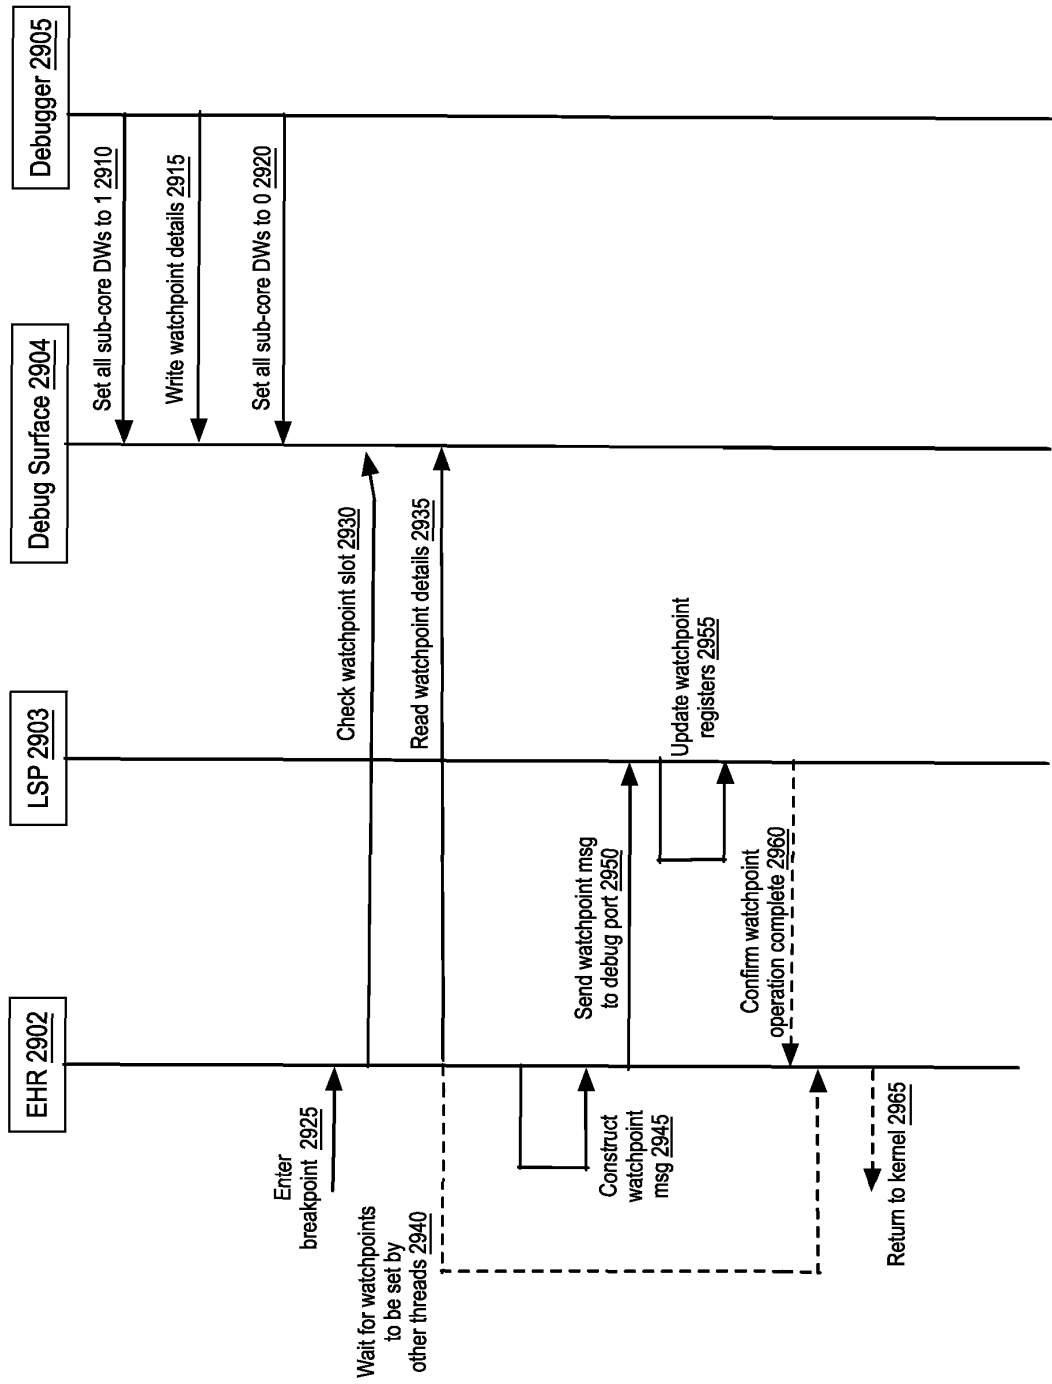 EHR 2902
LSP 2903
Debug Surface 2904
Debugger 2905
Set all sub-core DWs to 1 2910
Write watchpoint details 2915
Set all sub-core DWs to 0 2920
Enter
breakpoint 2925
Check watchpoint slot 2930
Read watchpoint details 2935
Wait for watchpoints
to be set by
other threads 2940
Construct
watchpoint
msg 2945
Send watchpoint msg
to debug port 2950
Update watchpoint
registers 2955
Confirm watchpoint
operation complete 2960
Return to kernel 2965